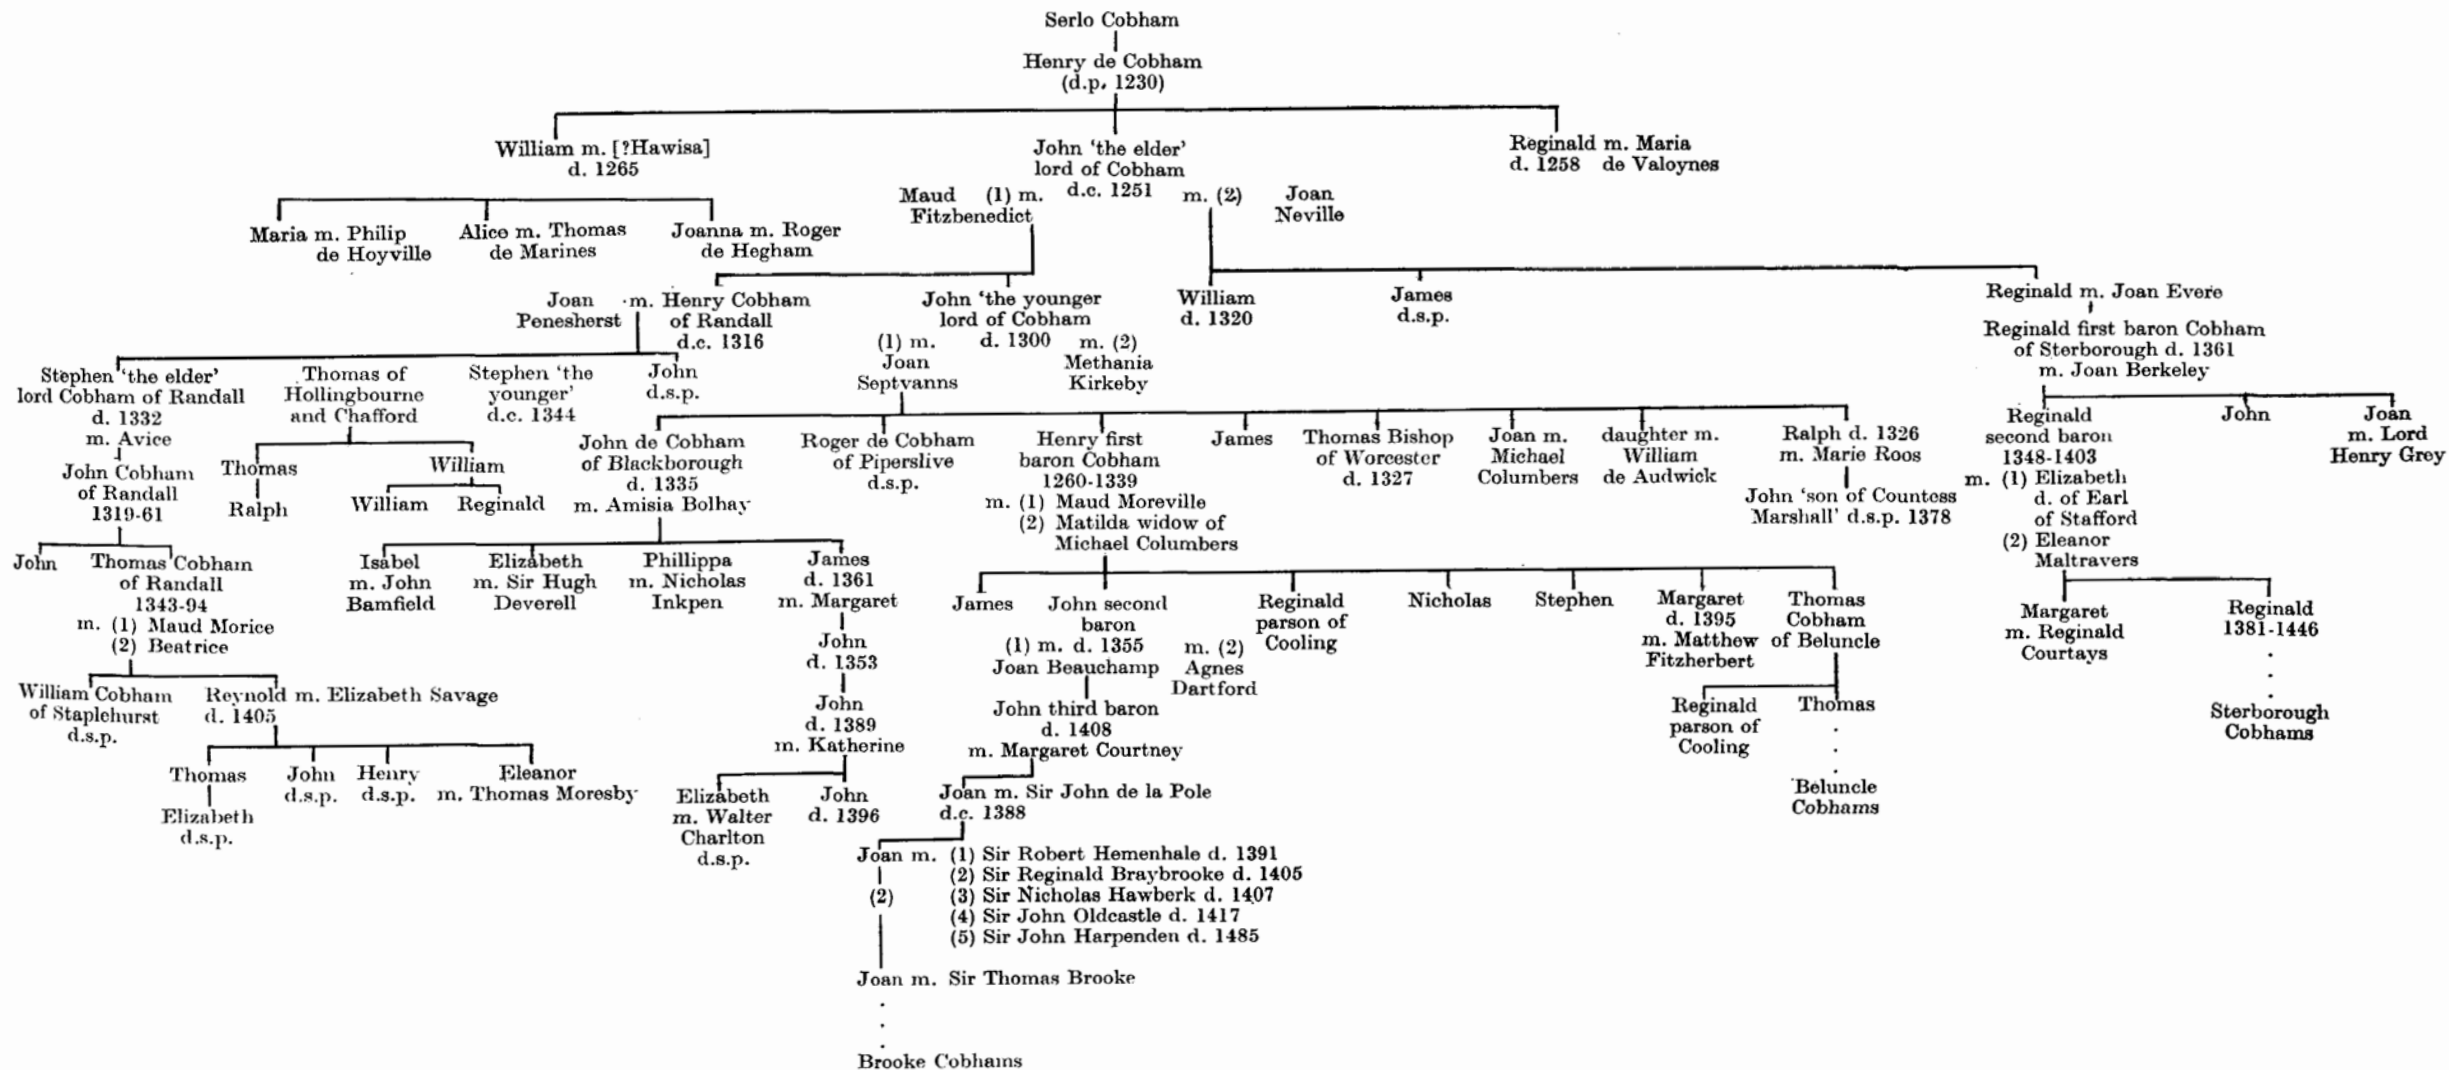 Serlo Cobham
Henry de Cobham
(d.p. 1230)
William m. [?Hawisa]
d. 1265
John 'the elder'
lord of Cobham
d.c. 1251
Reginald m. Maria
d. 1258 de Valoynes
Maud (1) m.
Fitzbenedict
m. (2) Joan
Neville
Maria m. Philip
de Hoyville
Alice m. Thomas
de Marines
Joanna m. Roger
de Hegham
Joan m. Henry Cobham
Penesherst of Randall
d.c. 1316
John 'the younger
lord of Cobham
d. 1300
(1) m.
Joan
Septvanns
m. (2)
Methania
Kirkeby
William
d. 1320
James
d.s.p.
Reginald m. Joan Evere
Reginald first baron Cobham
of Sterborough d. 1361
m. Joan Berkeley
Stephen 'the elder'
lord Cobham of Randall
d. 1332
m. Avice
Thomas of
Hollingbourne
and Chafford
Stephen 'the
younger'
d.c. 1344
John
d.s.p.
John Cobham
of Randall
1319-61
Thomas
Ralph
William
William
Reginald
John de Cobham
of Blackborough
d. 1335
m. Amisia Bolhay
Roger de Cobham
of Piperslive
d.s.p.
Henry first
baron Cobham
1260-1339
m. (1) Maud Moreville
(2) Matilda widow of
Michael Columbers
James
Thomas Bishop
of Worcester
d. 1327
Joan m.
Michael
Columbers
daughter m.
William
de Audwick
Ralph d. 1326
m. Marie Roos
John 'son of Countess
Marshall' d.s.p. 1378
Reginald
second baron
1348-1403
m. (1) Elizabeth
d. of Earl
of Stafford
(2) Eleanor
Maltravers
John
Joan
m. Lord
Henry Grey
John
Thomas Cobham
of Randall
1343-94
m. (1) Maud Morice
(2) Beatrice
Isabel
m. John
Bamfield
Elizabeth
m. Sir Hugh
Deverell
Phillippa
m. Nicholas
Inkpen
James
d. 1361
m. Margaret
John
d. 1353
John
d. 1389
m. Katherine
James
John second
baron
(1) m. d. 1355 m. (2)
Joan Beauchamp
Agnes
Dartford
Reginald
parson of
Cooling
Nicholas
Stephen
Margaret
d. 1395
m. Matthew
Fitzherbert
Thomas
Cobham
of Beluncle
Margaret
m. Reginald
Courtays
Reginald
1381-1446
Sterborough
Cobhams
William Cobham
of Staplehurst
d.s.p.
Reynold m. Elizabeth Savage
d. 1405
John third baron
d. 1408
m. Margaret Courtney
Reginald
parson of
Cooling
Thomas
Beluncle
Cobhams
Thomas
Elizabeth
d.s.p.
John
d.s.p.
Henry
d.s.p.
Eleanor
m. Thomas Moresby
Elizabeth
m. Walter
Charlton
d.s.p.
John
d. 1396
Joan m. Sir John de la Pole
d.c. 1388
Joan m. (1) Sir Robert Hemenhale d. 1391
(2) Sir Reginald Braybrooke d. 1405
(2) (3) Sir Nicholas Hawberk d. 1407
(4) Sir John Oldcastle d. 1417
(5) Sir John Harpenden d. 1485
Joan m. Sir Thomas Brooke
Brooke Cobhams